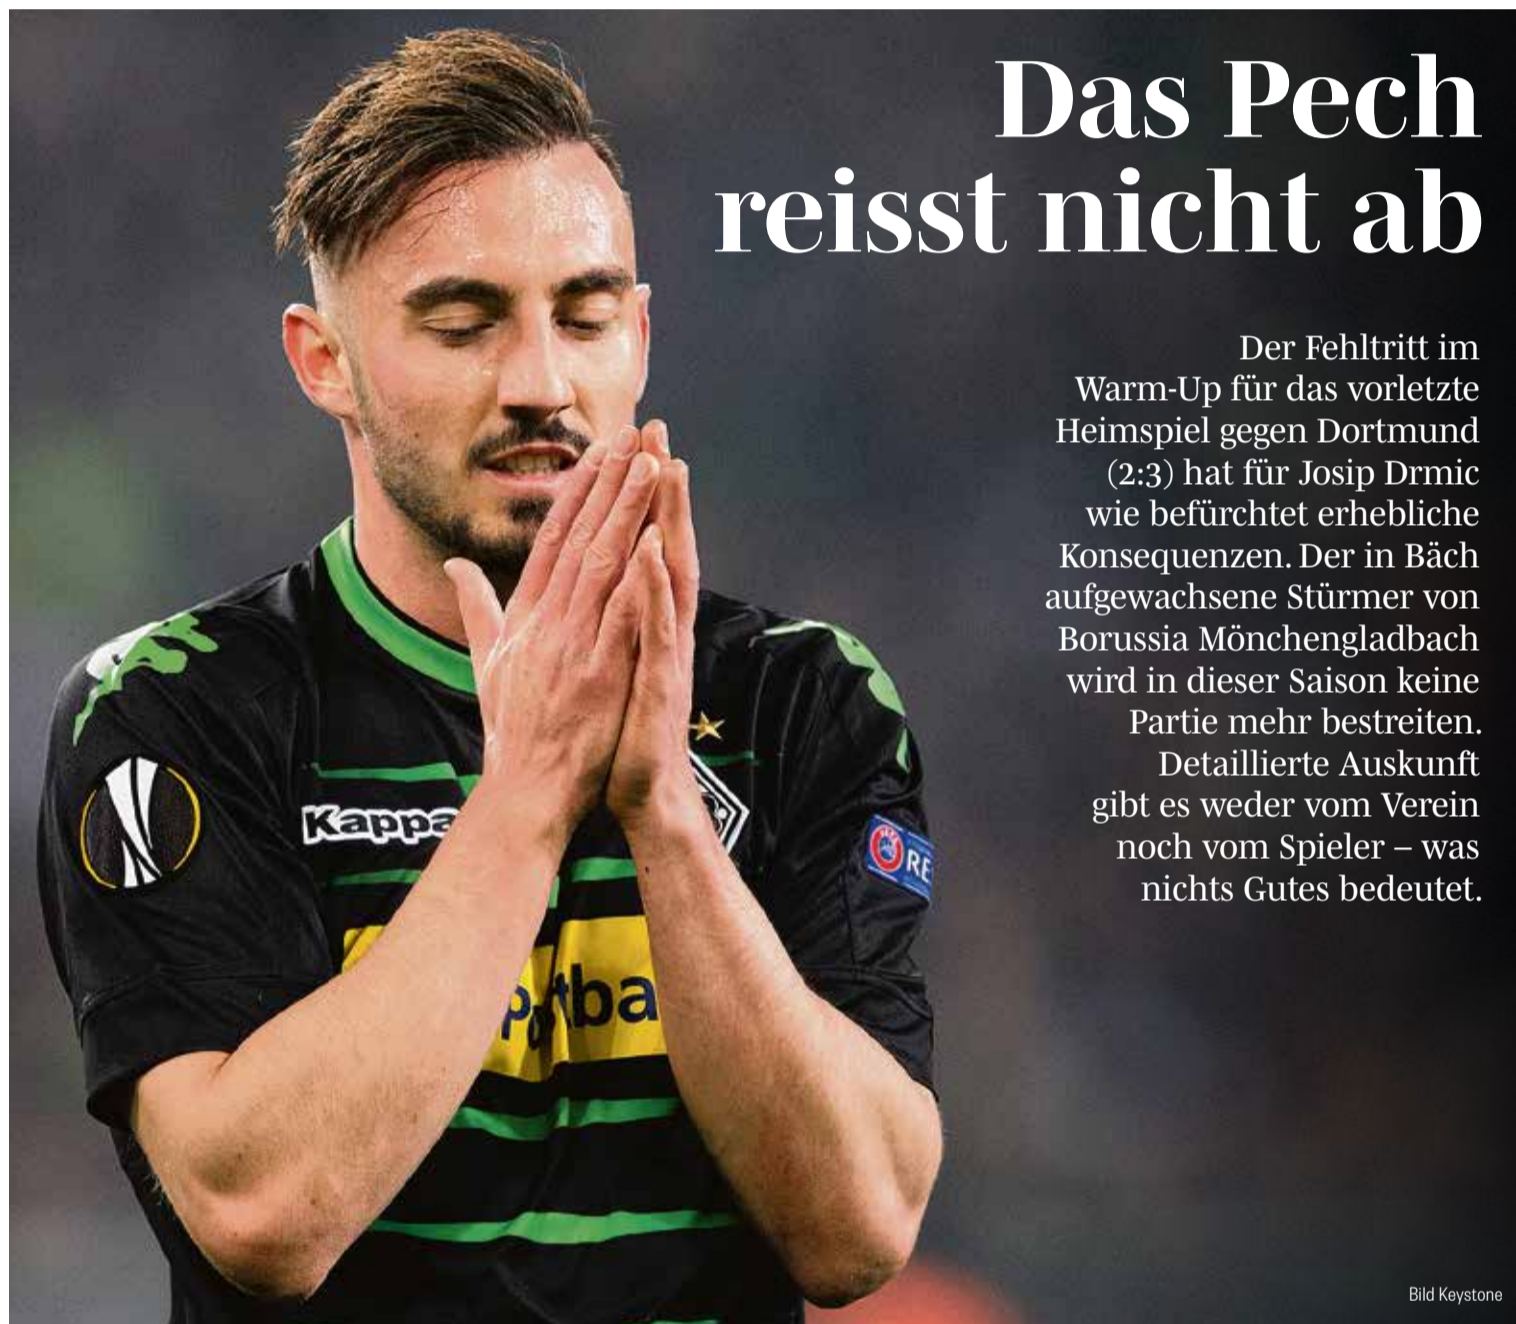 Das Pech
reisst nicht ab
Der Fehltritt im
Warm-Up für das vorletzte
Heimspiel gegen Dortmund
(2:3) hat für Josip Drmic
wie befürchtet erhebliche
Konsequenzen. Der in Bäch
aufgewachsene Stürmer von
Borussia Mönchengladbach
wird in dieser Saison keine
Partie mehr bestreiten.
Detaillierte Auskunft
gibt es weder vom Verein
noch vom Spieler – was
nichts Gutes bedeutet.
Kappa
RE
tba
Bild Keystone